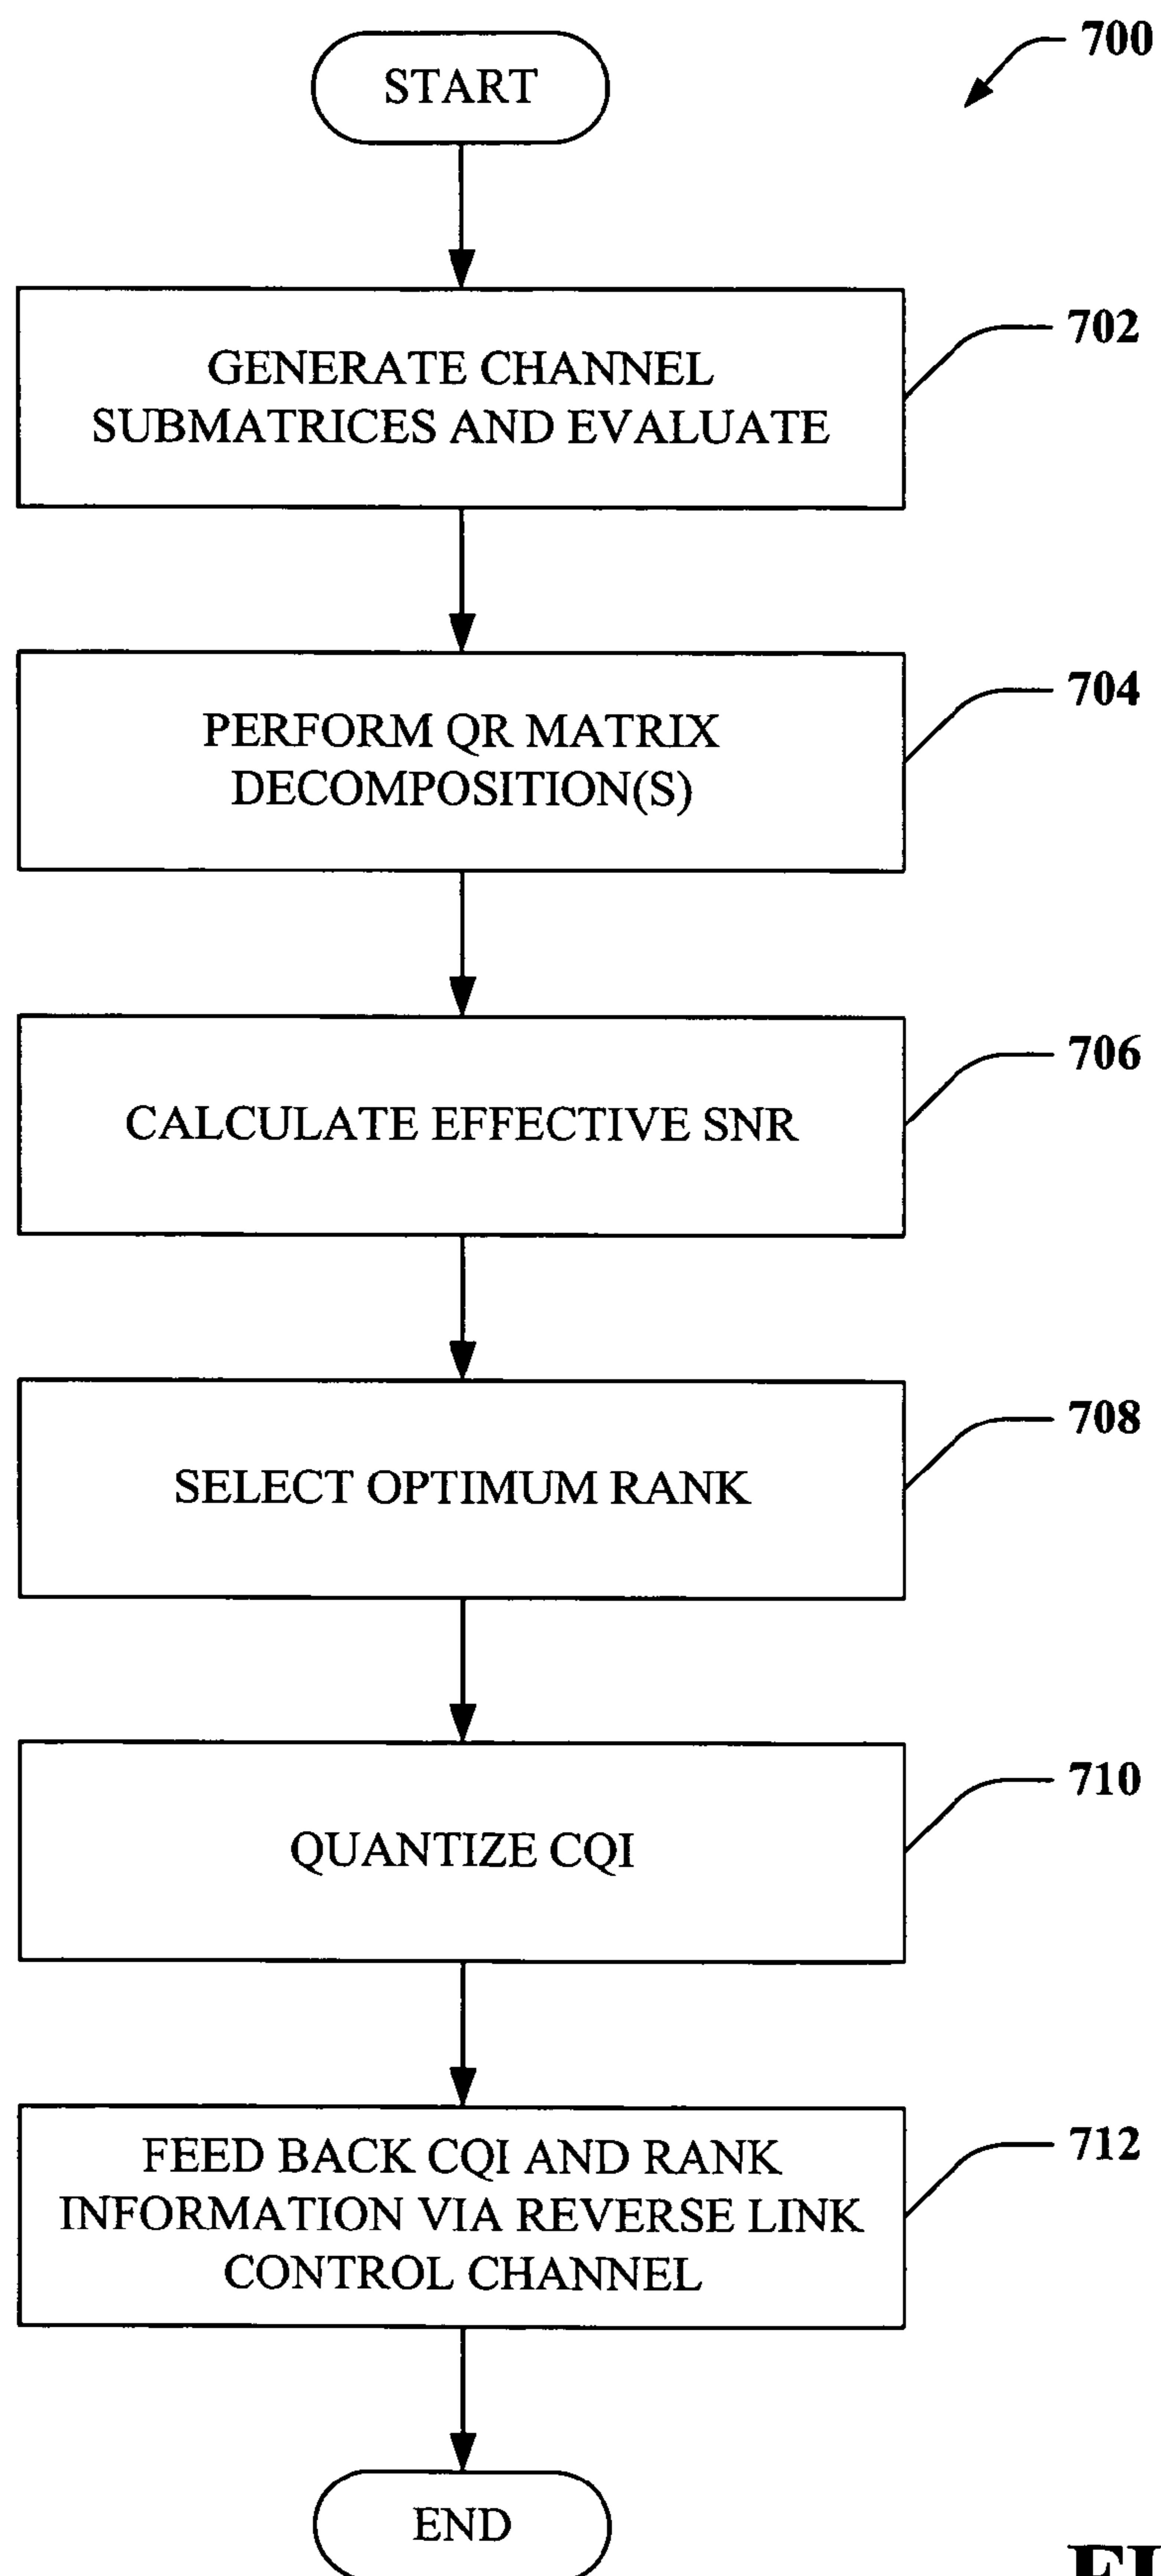 700
START
702
GENERATE CHANNEL
SUBMATRICES AND EVALUATE
704
PERFORM QR MATRIX
DECOMPOSITION(S)
706
CALCULATE EFFECTIVE SNR
708
SELECT OPTIMUM RANK
710
QUANTIZE CQI
712
FEED BACK CQI AND RANK
INFORMATION VIA REVERSE LINK
CONTROL CHANNEL
END